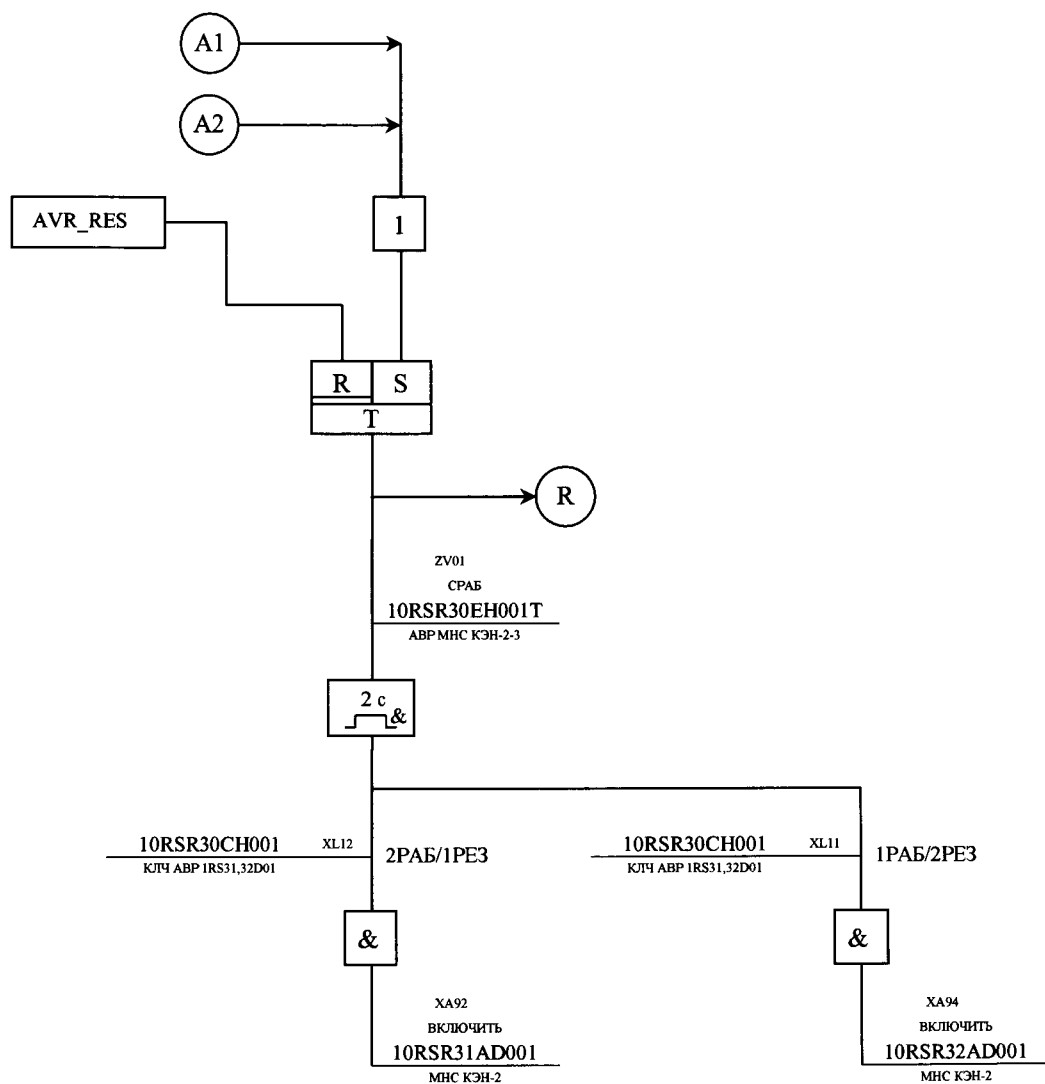 A1
A2
AVR_RES
1
R
S
T
R
ZV01
СРАБ
10RSR30EH001T
АВР МНС КЭН-2-3
2 с
&
10RSR30CH001
XL12
КЛЧ АВР 1RS31,32D01
2РАБ/1РЕЗ
10RSR30CH001
XL11
КЛЧ АВР 1RS31,32D01
1РАБ/2РЕЗ
&
&
XA92
ВКЛЮЧИТЬ
10RSR31AD001
МНС КЭН-2
XA94
ВКЛЮЧИТЬ
10RSR32AD001
МНС КЭН-2